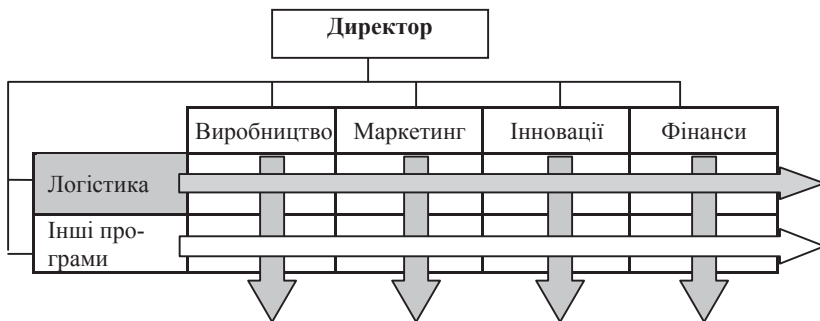 Директор
Виробництво Маркетинг Інновації Фінанси
Логістика
Інші про-
грами